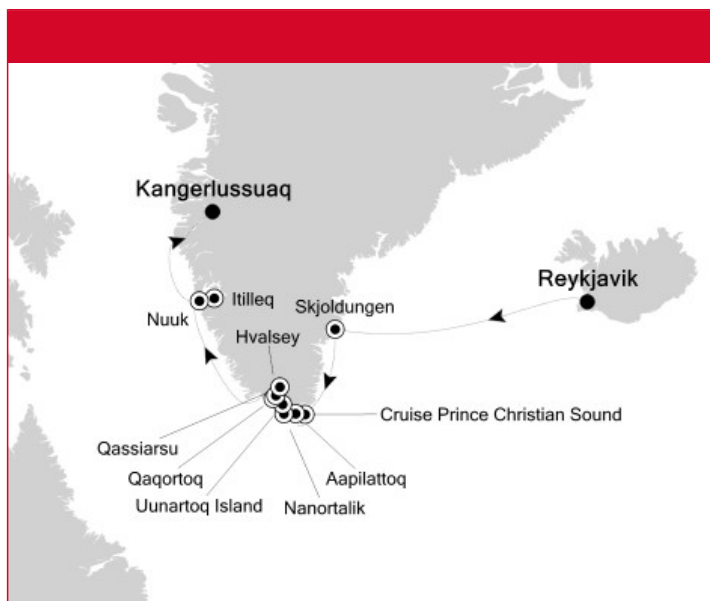 Kangerlussuaq
Reykjavik
Itilleq
Skjoldungen
Nuuk
Hvalsey
Cruise Prince Christian Sound
Qassiarsu
Qaqortoq
Aapilattoq
Uunartoq Island
Nanortalik